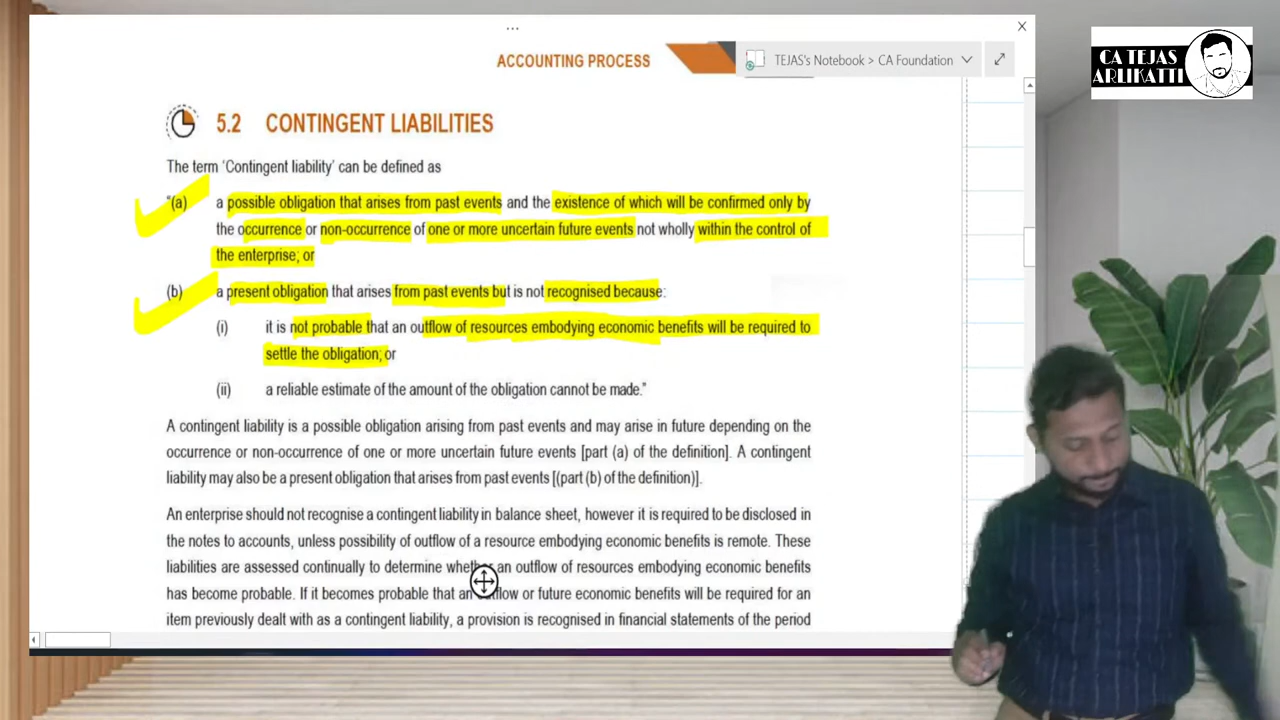 ...
ACCOUNTING PROCESS
TEJAS's Notebook > CA Foundation
CA TEJAS
ARLIKATTI
5.2 CONTINGENT LIABILITIES
The term ‘Contingent liability’ can be defined as
“(a) a possible obligation that arises from past events and the existence of which will be confirmed only by
the occurrence or non-occurrence of one or more uncertain future events not wholly within the control of
the enterprise; or
(b) a present obligation that arises from past events but is not recognised because:
(i) it is not probable that an outflow of resources embodying economic benefits will be required to
settle the obligation; or
(ii) a reliable estimate of the amount of the obligation cannot be made.”
A contingent liability is a possible obligation arising from past events and may arise in future depending on the
occurrence or non-occurrence of one or more uncertain future events [part (a) of the definition]. A contingent
liability may also be a present obligation that arises from past events [(part (b) of the definition)].
An enterprise should not recognise a contingent liability in balance sheet, however it is required to be disclosed in
the notes to accounts, unless possibility of outflow of a resource embodying economic benefits is remote. These
liabilities are assessed continually to determine whether an outflow of resources embodying economic benefits
has become probable. If it becomes probable that an outflow or future economic benefits will be required for an
item previously dealt with as a contingent liability, a provision is recognised in financial statements of the period